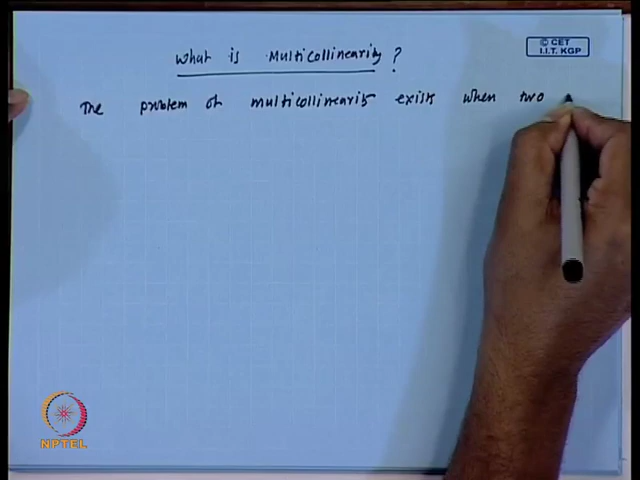 What is Multicollinearity ?
© CET
I.I.T. KGP
The problem of multicollinearity exists when two
NPTEL